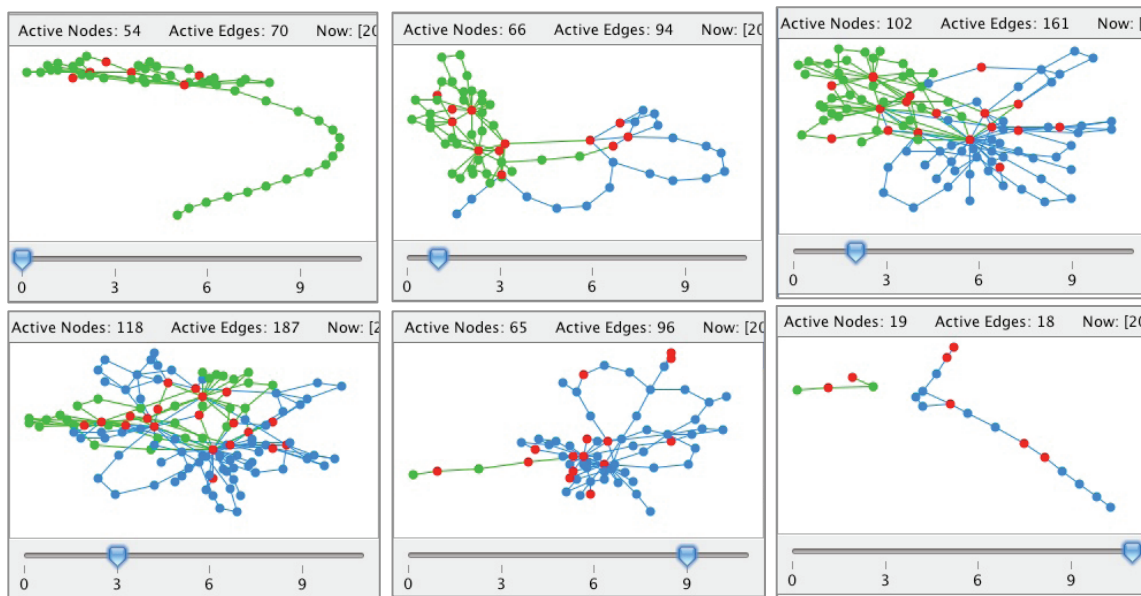 Active Nodes: 54 Active Edges: 70 Now: [20
0 3 6 9
Active Nodes: 66 Active Edges: 94 Now: [20
0 3 6 9
Active Nodes: 102 Active Edges: 161 Now: [
0 3 6 9
Active Nodes: 118 Active Edges: 187 Now: [2
0 3 6 9
Active Nodes: 65 Active Edges: 96 Now: [20
0 3 6 9
Active Nodes: 19 Active Edges: 18 Now: [20
0 3 6 9